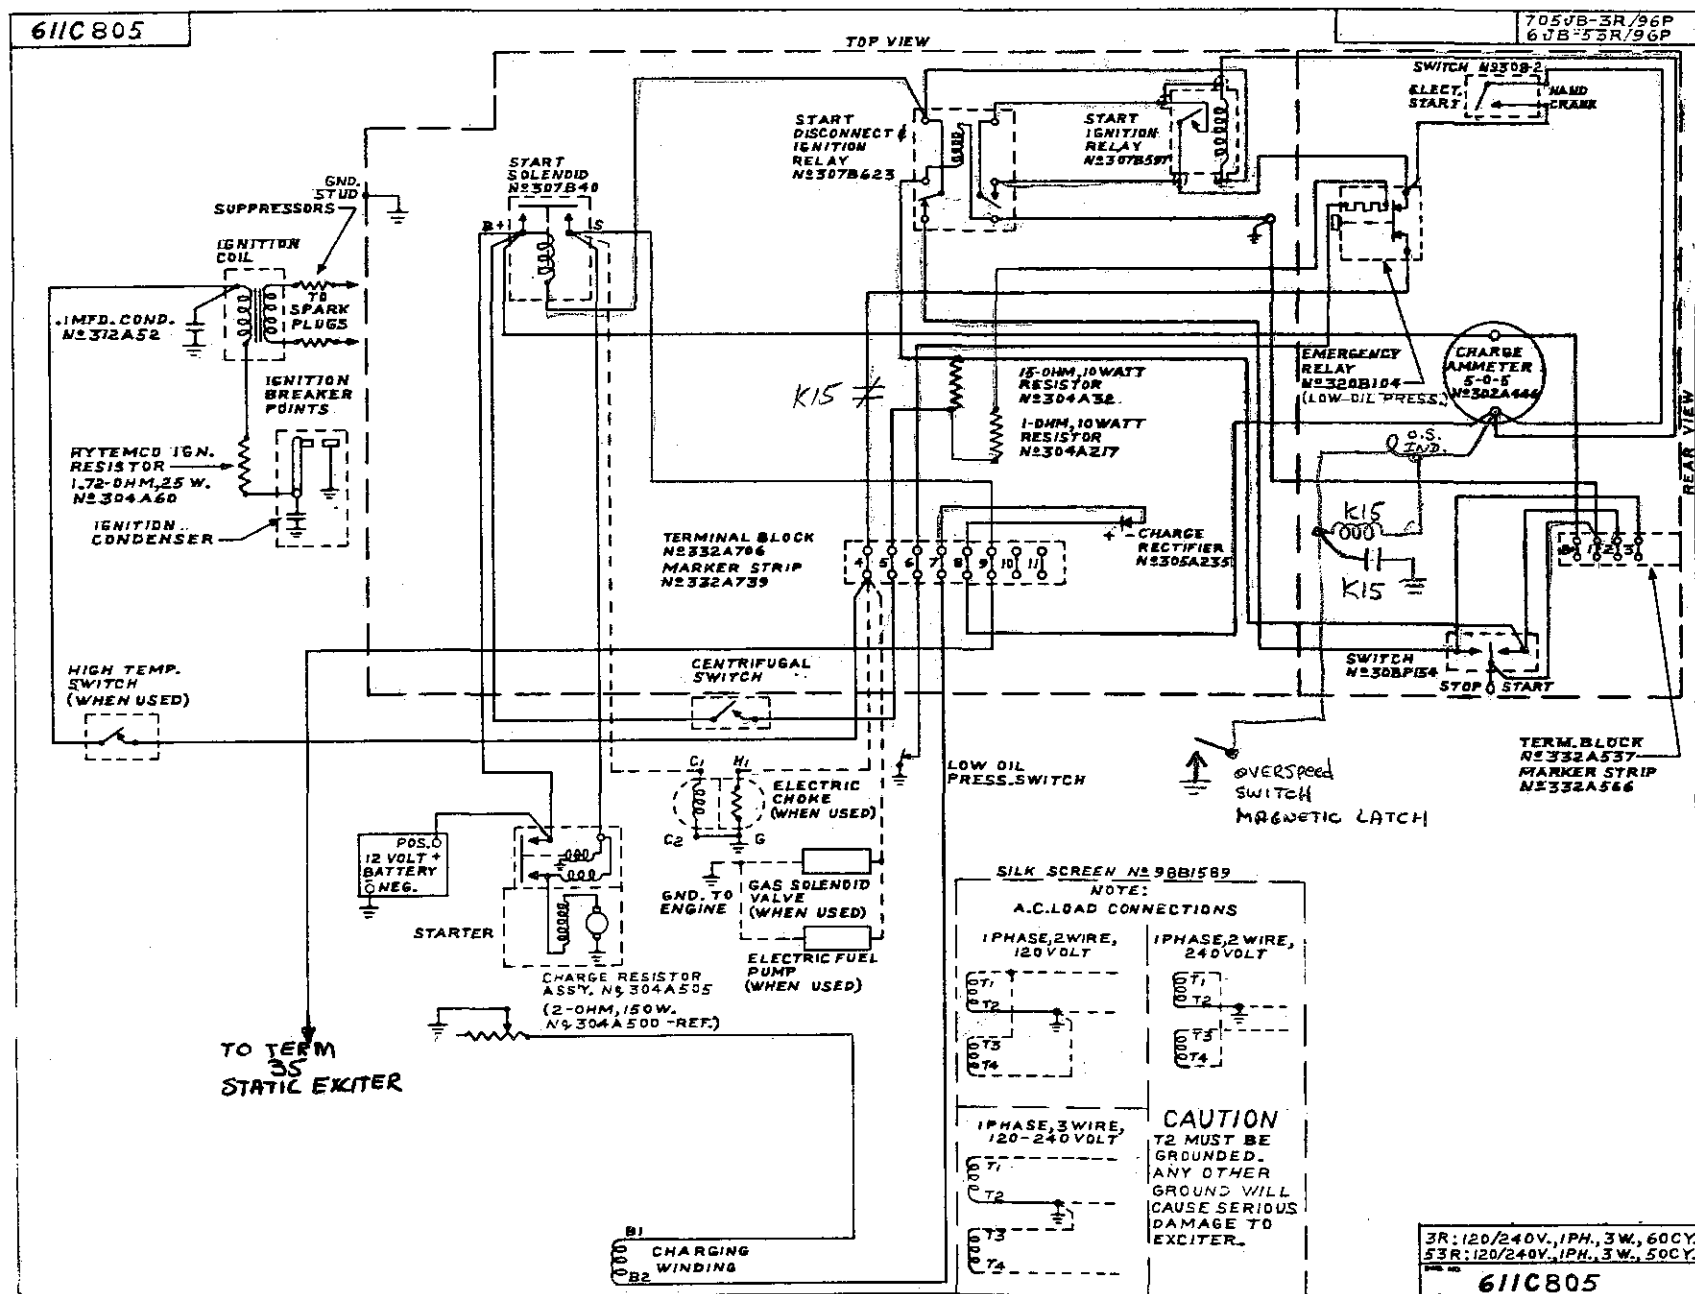 611C805
705JB-3R/96P
6JB-53R/96P
TOP VIEW
SWITCH Nº308-2
ELECT. START
HAND CRANK
START
DISCONNECT &
IGNITION
RELAY
Nº307B623
START
IGNITION
RELAY
Nº307B597
START
SOLENOID
Nº307B40
B+
S
GND.
STUD
SUPPRESSORS
IGNITION
COIL
TO
SPARK
PLUGS
.1MFD. COND.
Nº312A52
IGNITION
BREAKER
POINTS
HYTEMCO IGN.
RESISTOR
1.72-OHM, 25 W.
Nº304A60
IGNITION
CONDENSER
K15
15-OHM, 10 WATT
RESISTOR
Nº304A32
1-OHM, 10 WATT
RESISTOR
Nº304A217
EMERGENCY
RELAY
Nº320B104
(LOW OIL PRESS.)
CHARGE
AMMETER
5-0-5
Nº302A444
REAR VIEW
O.S.
IND.
K15
K15
TERMINAL BLOCK
Nº332A706
MARKER STRIP
Nº332A739
4 5 6 7 8 9 10 11
+ -
CHARGE
RECTIFIER
Nº305A235
B+ 1 2 3
HIGH TEMP.
SWITCH
(WHEN USED)
CENTRIFUGAL
SWITCH
SWITCH
Nº308P154
STOP START
LOW OIL
PRESS. SWITCH
OVERSPEED
SWITCH
MAGNETIC LATCH
TERM. BLOCK
Nº332A537
MARKER STRIP
Nº332A566
C1 H1
ELECTRIC
CHOKE
(WHEN USED)
C2 G
POS.
12 VOLT +
BATTERY
- NEG.
GND. TO
ENGINE
GAS SOLENOID
VALVE
(WHEN USED)
STARTER
ELECTRIC FUEL
PUMP
(WHEN USED)
CHARGE RESISTOR
ASS'Y. Nº304A505
(2-OHM, 150W.
Nº304A500-REF.)
TO TERM
35
STATIC EXCITER
B1
CHARGING
WINDING
B2
SILK SCREEN Nº98B1589
NOTE:
A.C. LOAD CONNECTIONS
1 PHASE, 2 WIRE,
120 VOLT
T1
T2
T3
T4
1 PHASE, 2 WIRE,
240 VOLT
T1
T2
T3
T4
1 PHASE, 3 WIRE,
120-240 VOLT
T1
T2
T3
T4
CAUTION
T2 MUST BE
GROUNDED.
ANY OTHER
GROUND WILL
CAUSE SERIOUS
DAMAGE TO
EXCITER.
3R: 120/240V., 1PH., 3 W., 60CY.
53R: 120/240V., 1PH., 3 W., 50CY.
611C805